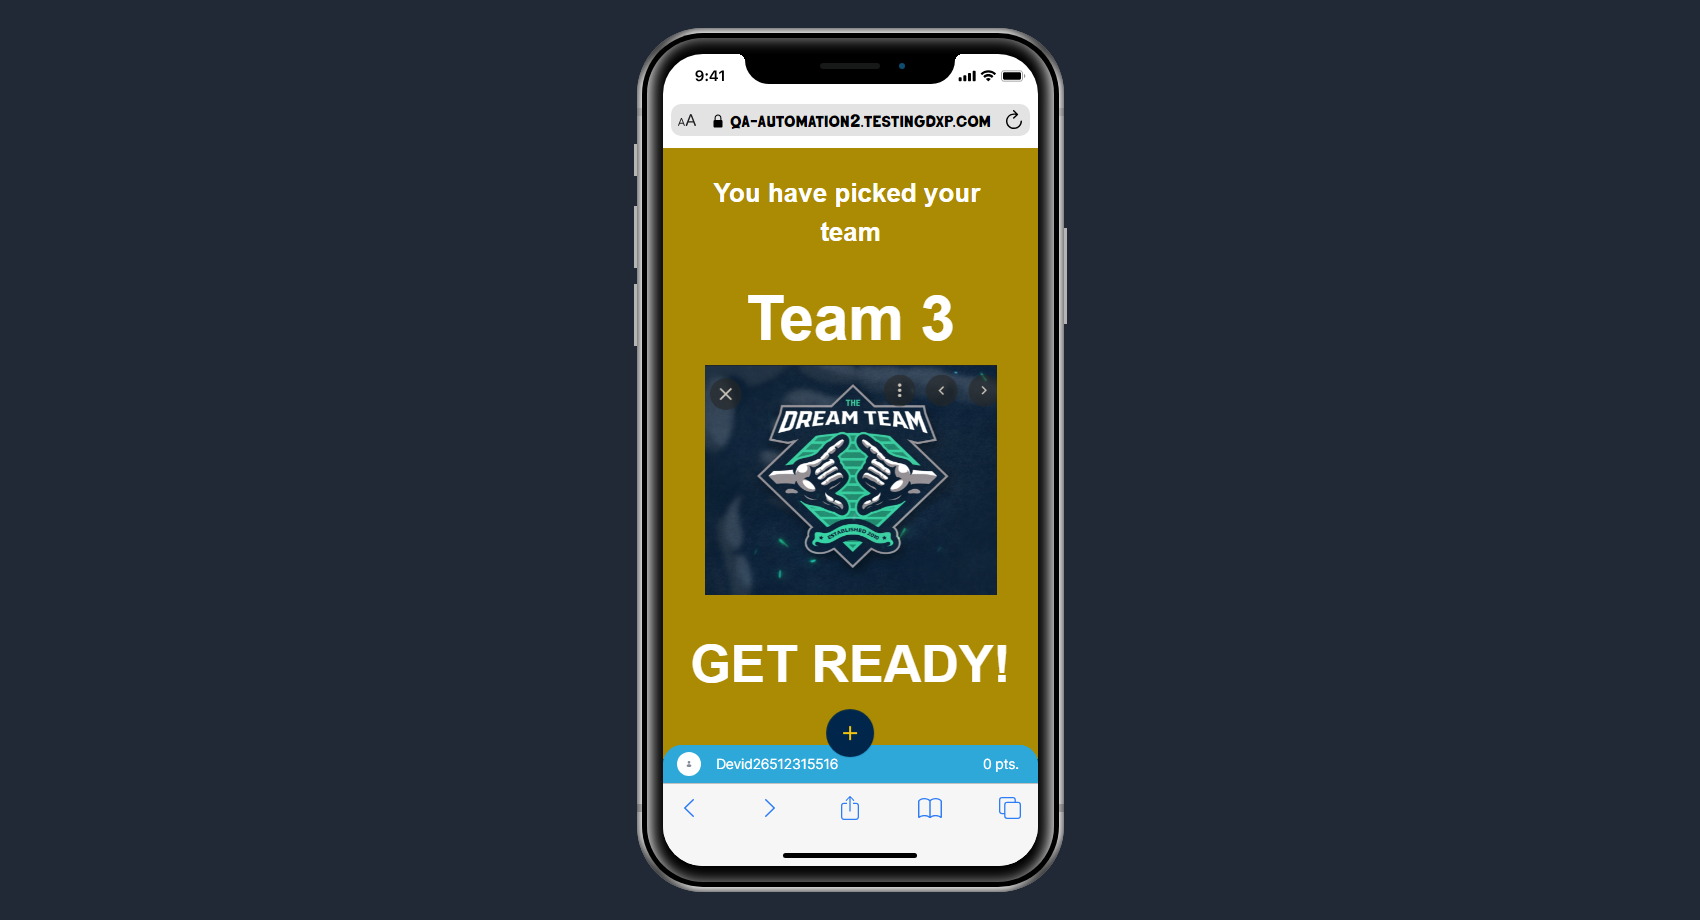 9:41
AA QA-AUTOMATION2.TESTINGDXP.COM
You have picked your
team
Team 3
THE
DREAM TEAM
ESTABLISHED 2010
GET READY!
+
Devid26512315516 0 pts.